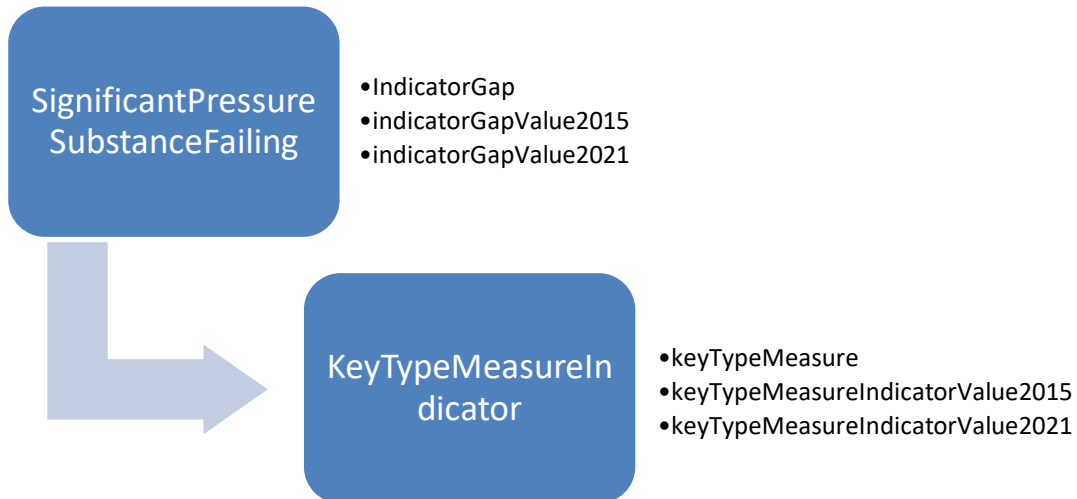 SignificantPressure
SubstanceFailing
•IndicatorGap
•indicatorGapValue2015
•indicatorGapValue2021
KeyTypeMeasureIn
dicator
•keyTypeMeasure
•keyTypeMeasureIndicatorValue2015
•keyTypeMeasureIndicatorValue2021